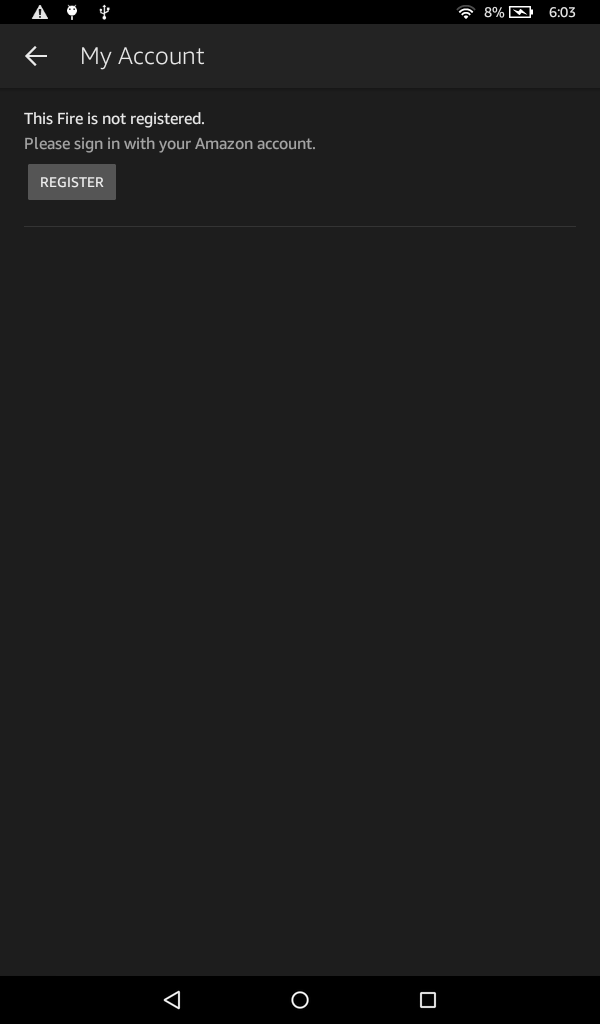 8% 6:03
My Account
This Fire is not registered.
Please sign in with your Amazon account.
REGISTER